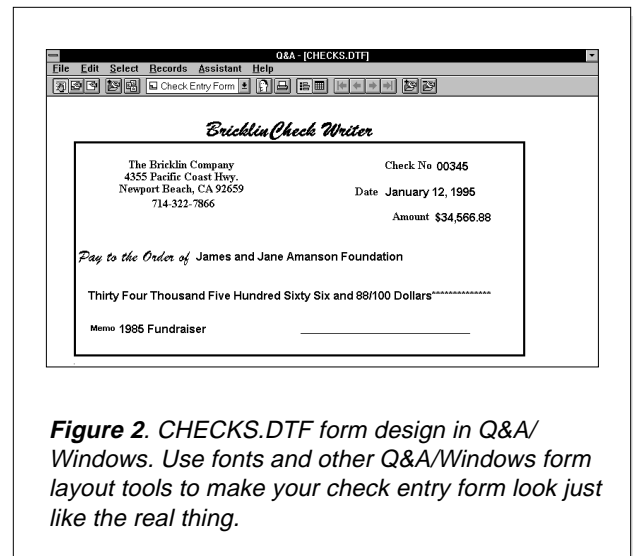 Q&A - [CHECKS.DTF]
File Edit Select Records Assistant Help
Check Entry Form
Bricklin Check Writer
The Bricklin Company
4355 Pacific Coast Hwy.
Newport Beach, CA 92659
714-322-7866
Check No 00345
Date January 12, 1995
Amount $34,566.88
Pay to the Order of James and Jane Amanson Foundation
Thirty Four Thousand Five Hundred Sixty Six and 88/100 Dollars**************
Memo 1985 Fundraiser
Figure 2. CHECKS.DTF form design in Q&A/
Windows. Use fonts and other Q&A/Windows form
layout tools to make your check entry form look just
like the real thing.